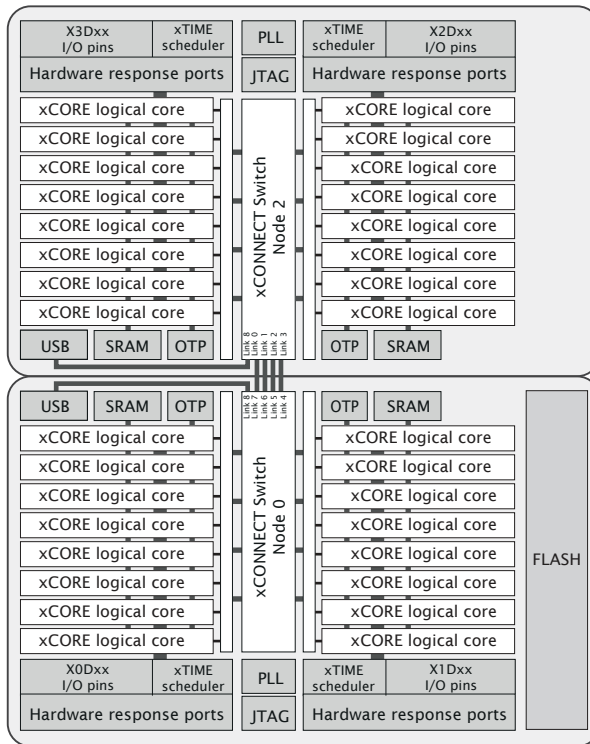 X3Dxx
I/O pins
xTIME
scheduler
PLL
xTIME
scheduler
X2Dxx
I/O pins
Hardware response ports
JTAG
Hardware response ports
xCORE logical core
xCORE logical core
xCORE logical core
xCORE logical core
xCORE logical core
xCORE logical core
xCORE logical core
xCORE logical core
xCONNECT Switch
Node 2
xCORE logical core
xCORE logical core
xCORE logical core
xCORE logical core
xCORE logical core
xCORE logical core
xCORE logical core
xCORE logical core
Link 8
Link 0
Link 1
Link 2
Link 3
USB
SRAM
OTP
OTP
SRAM
USB
SRAM
OTP
Link 8
Link 7
Link 6
Link 5
Link 4
OTP
SRAM
xCORE logical core
xCORE logical core
xCORE logical core
xCORE logical core
xCORE logical core
xCORE logical core
xCORE logical core
xCORE logical core
xCONNECT Switch
Node 0
xCORE logical core
xCORE logical core
xCORE logical core
xCORE logical core
xCORE logical core
xCORE logical core
xCORE logical core
xCORE logical core
FLASH
X0Dxx
I/O pins
xTIME
scheduler
PLL
xTIME
scheduler
X1Dxx
I/O pins
Hardware response ports
JTAG
Hardware response ports